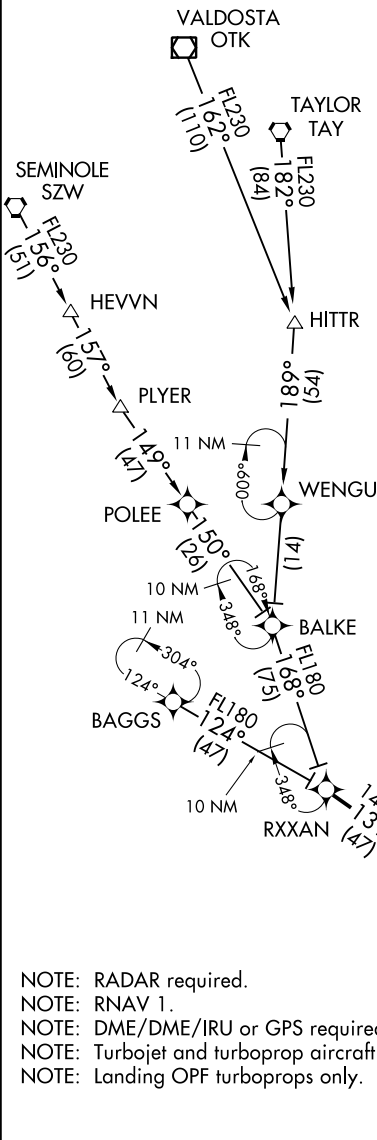 VALDOSTA
OTK
TAYLOR
TAY
SEMINOLE
SZW
FL230
162°
(110)
FL230
182°
(84)
FL230
156°
(51)
HEVVN
HITTR
157°
(60)
189°
(54)
PLYER
11 NM
149°
(47)
009°
WENGU
POLEE
150°
(26)
(14)
10 NM
168°
348°
BALKE
11 NM
304°
124°
FL180
168°
(75)
BAGGS
FL180
124°
(47)
10 NM
348°
RXXAN
(47)
NOTE: RADAR required.
NOTE: RNAV 1.
NOTE: DME/DME/IRU or GPS required
NOTE: Turbojet and turboprop aircraft
NOTE: Landing OPF turboprops only.